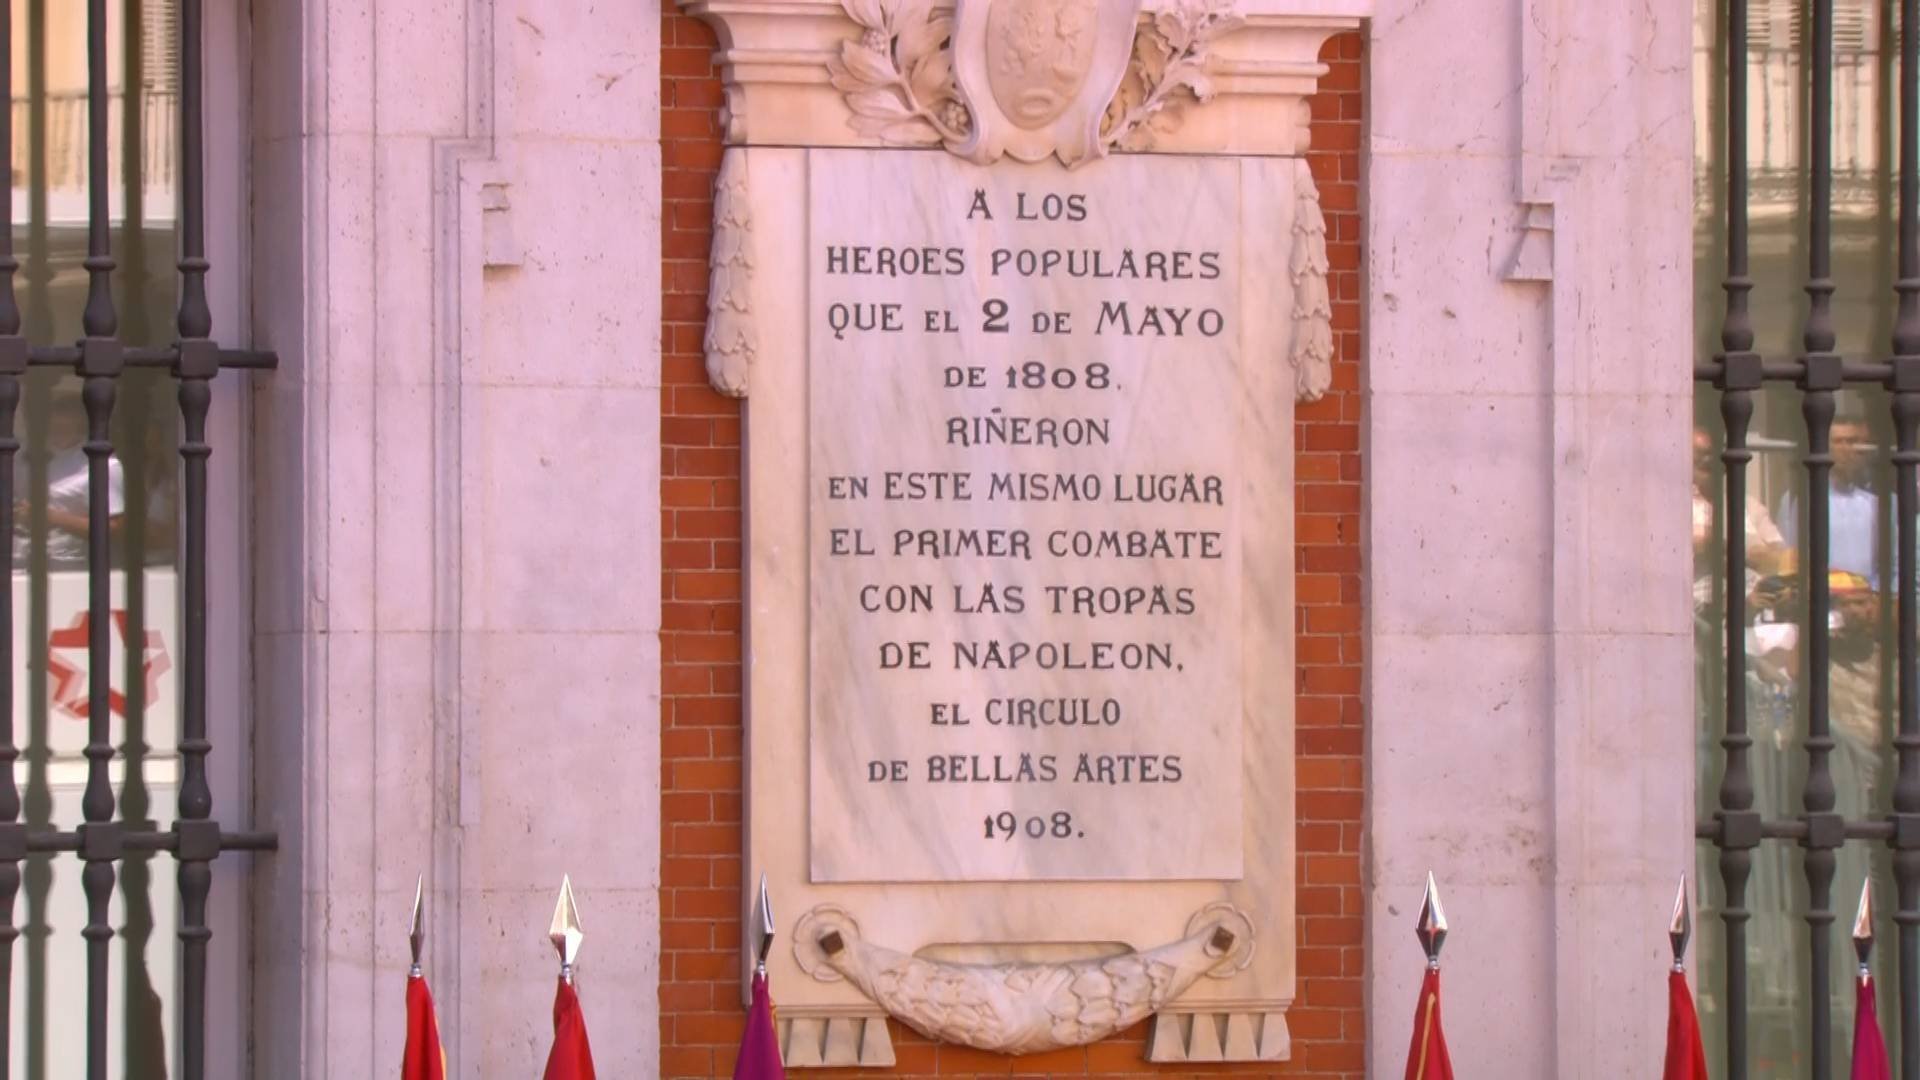 A LOS
HEROES POPULARES
QUE EL 2 DE MAYO
DE 1808.
RIÑERON
EN ESTE MISMO LUGAR
EL PRIMER COMBATE
CON LAS TROPAS
DE NAPOLEON,
EL CIRCULO
DE BELLAS ARTES
1908.